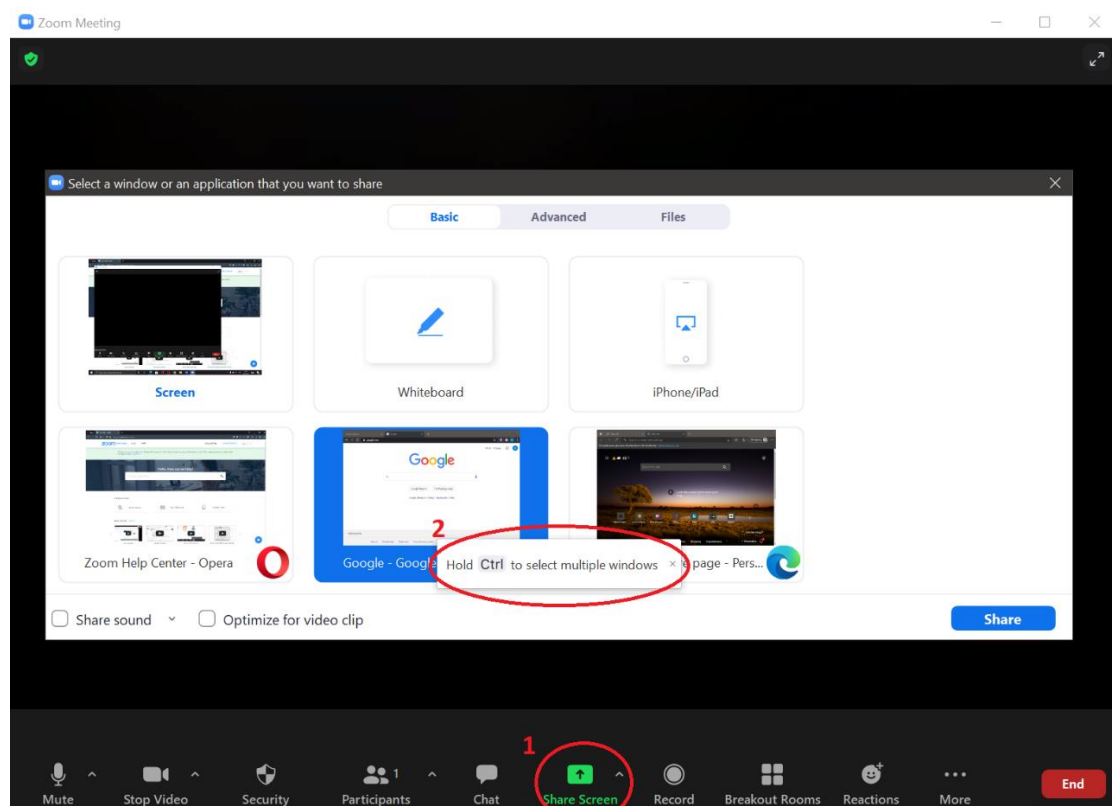 Zoom Meeting
Select a window or an application that you want to share
Basic Advanced Files
Screen
Whiteboard
iPhone/iPad
Google
2
Zoom Help Center - Opera
Google - Google
Hold Ctrl to select multiple windows ×
page - Pers...
Share sound Optimize for video clip Share
1
1
Mute Stop Video Security Participants Chat Share Screen Record Breakout Rooms Reactions More End